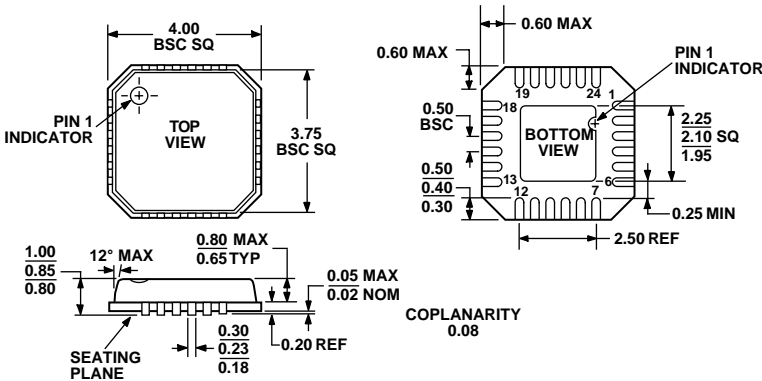 4.00
BSC SQ
PIN 1
INDICATOR
TOP
VIEW
3.75
BSC SQ
0.60 MAX
0.60 MAX
PIN 1
INDICATOR
19
24
1
18
0.50
BSC
BOTTOM
VIEW
2.25
2.10 SQ
1.95
0.50
0.40
0.30
13
12
7
6
0.25 MIN
2.50 REF
1.00
0.85
0.80
12° MAX
0.80 MAX
0.65 TYP
0.05 MAX
0.02 NOM
0.20 REF
SEATING
PLANE
0.30
0.23
0.18
COPLANARITY
0.08